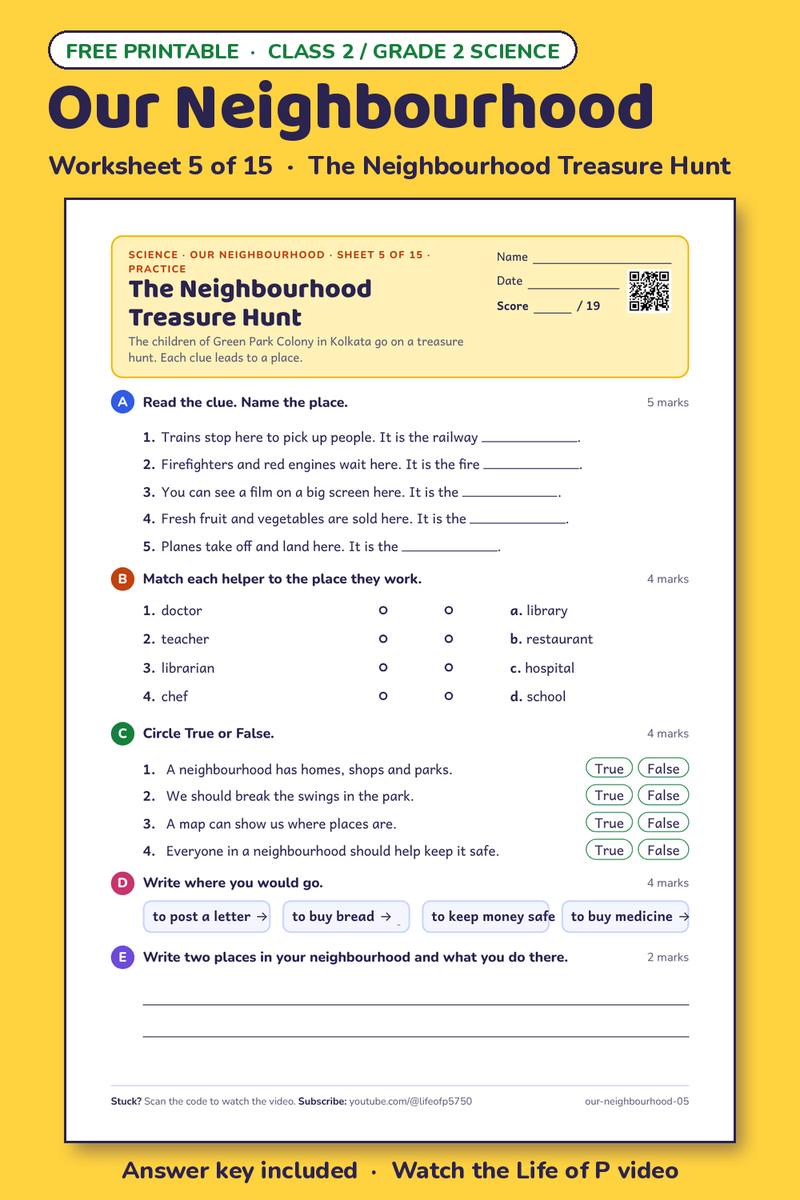 FREE PRINTABLE · CLASS 2 / GRADE 2 SCIENCE
Our Neighbourhood
Worksheet 5 of 15 · The Neighbourhood Treasure Hunt
SCIENCE · OUR NEIGHBOURHOOD · SHEET 5 OF 15 ·
PRACTICE
The Neighbourhood
Treasure Hunt
The children of Green Park Colony in Kolkata go on a treasure
hunt. Each clue leads to a place.
Name ____________
Date ____________
Score ______ / 19
A Read the clue. Name the place. 5 marks
1. Trains stop here to pick up people. It is the railway ____________.
2. Firefighters and red engines wait here. It is the fire ____________.
3. You can see a film on a big screen here. It is the ____________.
4. Fresh fruit and vegetables are sold here. It is the ____________.
5. Planes take off and land here. It is the ____________.
B Match each helper to the place they work. 4 marks
1. doctor a. library
2. teacher b. restaurant
3. librarian c. hospital
4. chef d. school
C Circle True or False. 4 marks
1. A neighbourhood has homes, shops and parks. True False
2. We should break the swings in the park. True False
3. A map can show us where places are. True False
4. Everyone in a neighbourhood should help keep it safe. True False
D Write where you would go. 4 marks
to post a letter → to buy bread → _ to keep money safe to buy medicine →
E Write two places in your neighbourhood and what you do there. 2 marks
Stuck? Scan the code to watch the video. Subscribe: youtube.com/@lifeofp5750 our-neighbourhood-05
Answer key included · Watch the Life of P video